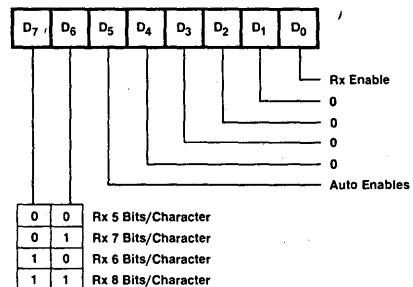 D7 D6 D5 D4 D3 D2 D1 D0
Rx Enable
0
0
0
0
Auto Enables
0 0 Rx 5 Bits/Character
0 1 Rx 7 Bits/Character
1 0 Rx 6 Bits/Character
1 1 Rx 8 Bits/Character